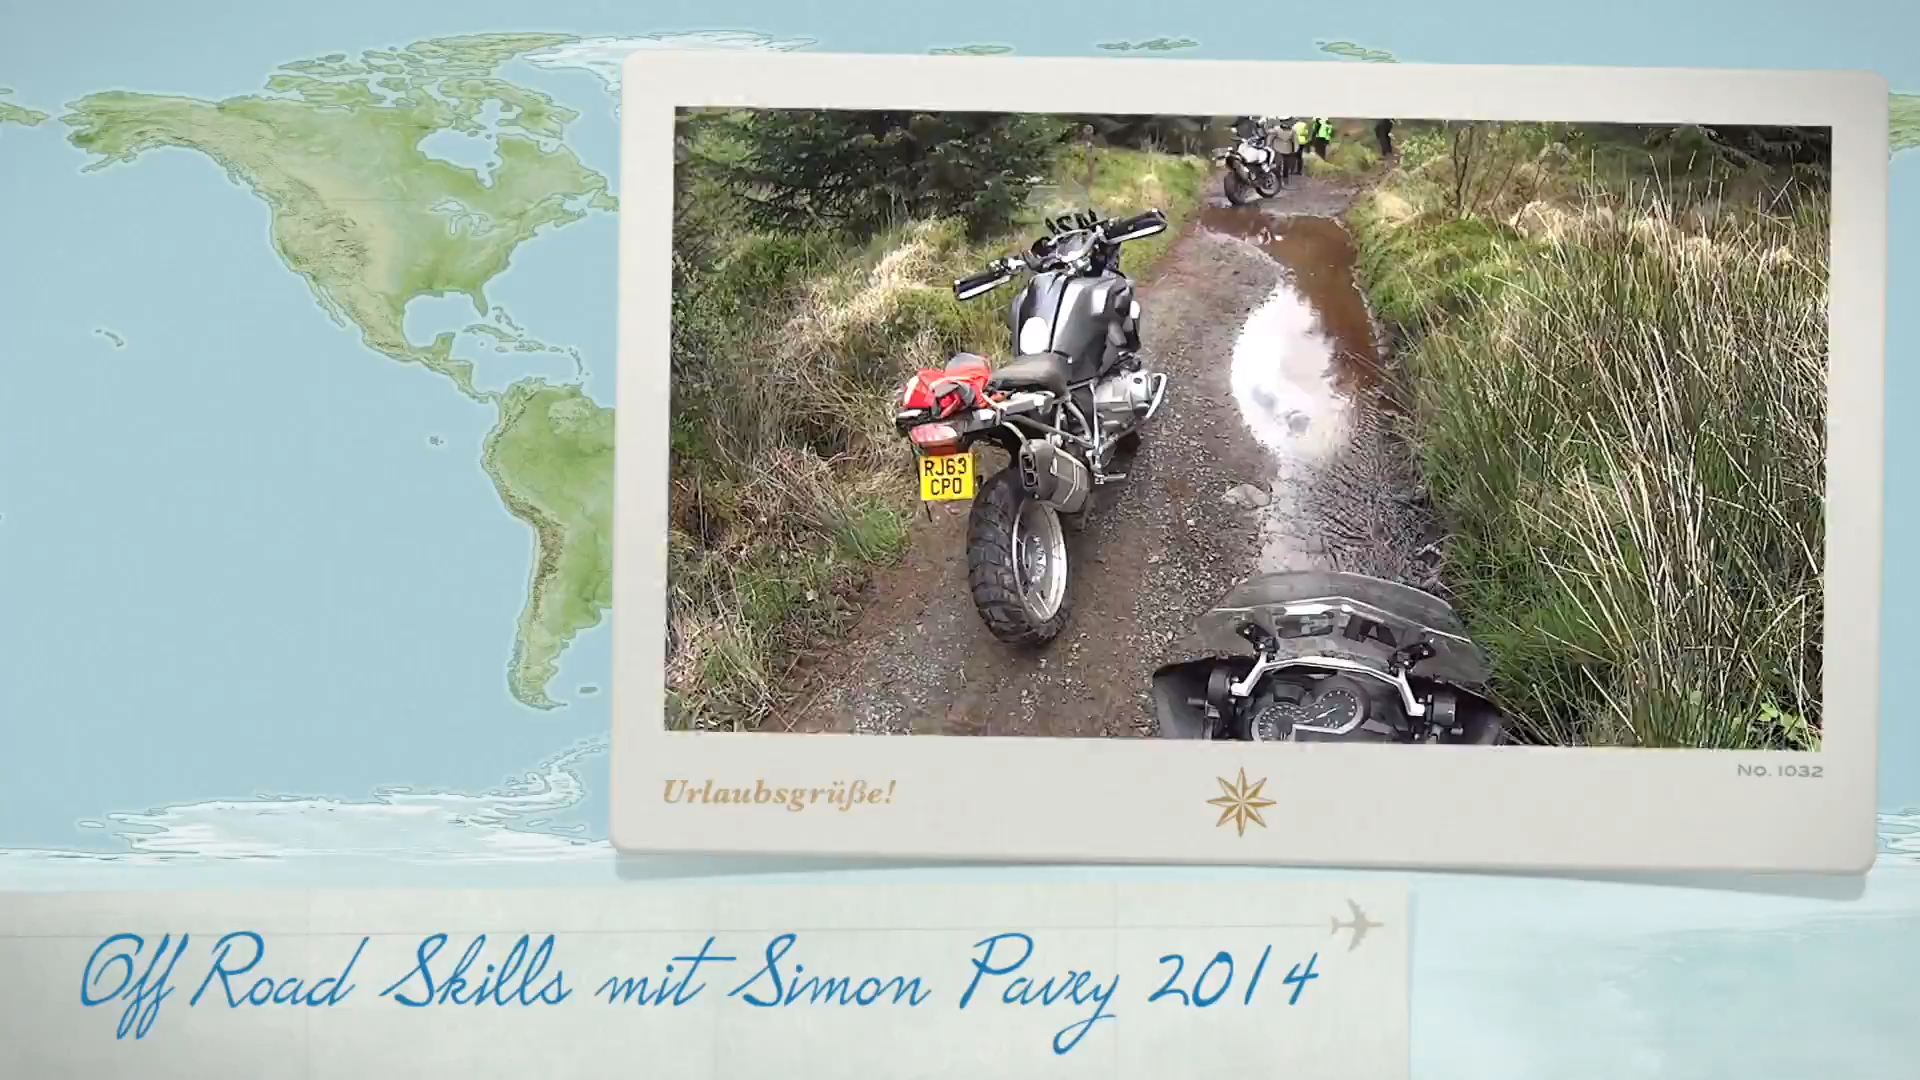 RJ63
CPO
No. 1032
Urlaubsgrüße!
Off Road Skills mit Simon Pavey 2014